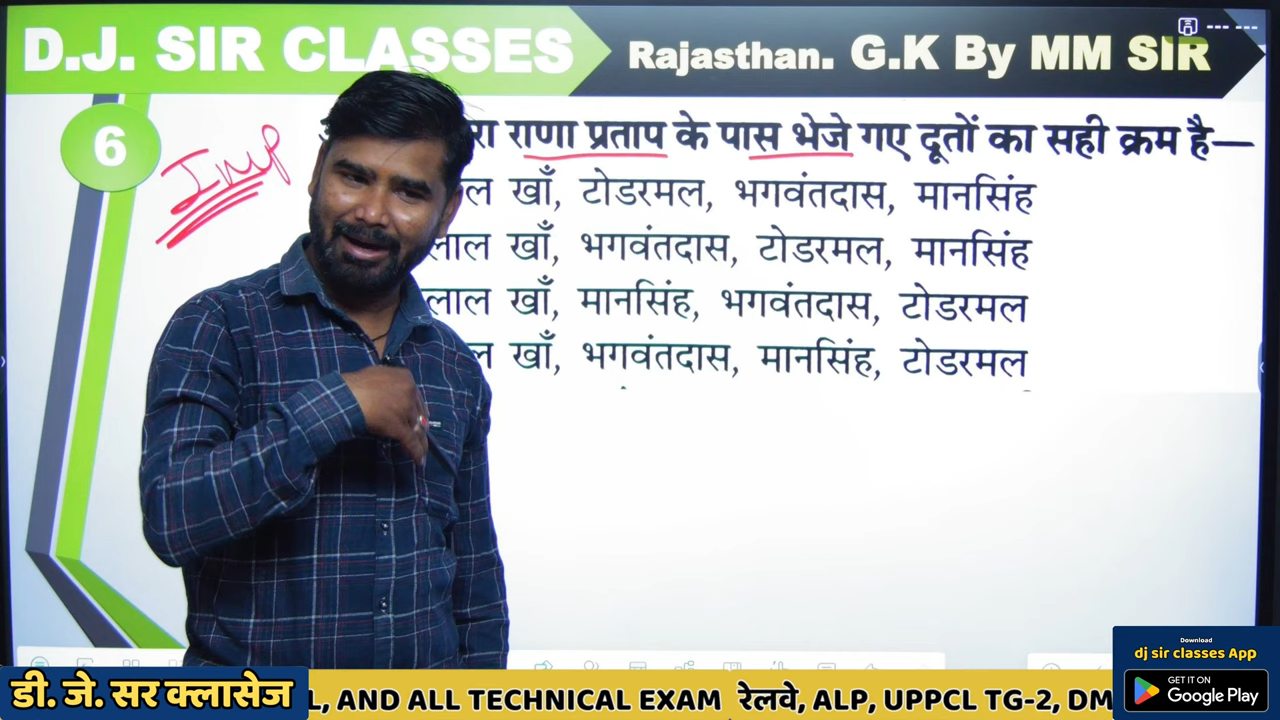 D.J. SIR CLASSES
Rajasthan. G.K By MM SIR
6
Imp
राणा प्रताप के पास भेजे गए दूतों का सही क्रम है—
खाँ, टोडरमल, भगवंतदास, मानसिंह
खाँ, भगवंतदास, टोडरमल, मानसिंह
खाँ, मानसिंह, भगवंतदास, टोडरमल
खाँ, भगवंतदास, मानसिंह, टोडरमल
डी. जे. सर क्लासेज
L, AND ALL TECHNICAL EXAM रेलवे, ALP, UPPCL TG-2, DM
Download
dj sir classes App
GET IT ON
Google Play